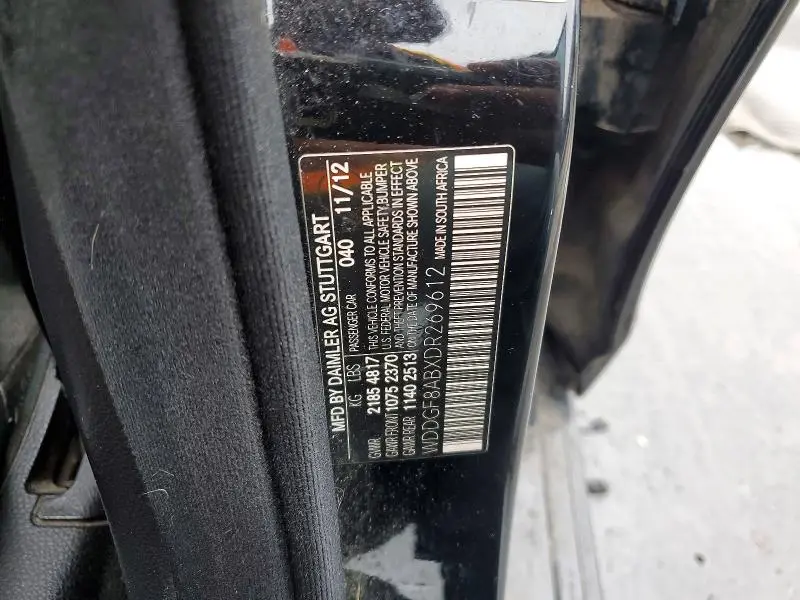 MFD BY DAIMLER AG STUTTGART
KG LBS PASSENGER CAR 040 11/12
GVWR 2185 4817 THIS VEHICLE CONFORMS TO ALL APPLICABLE
GAWR FRONT 1075 2370 U.S. FEDERAL MOTOR VEHICLE SAFETY, BUMPER
AND THEFT PREVENTION STANDARDS IN EFFECT
GAWR REAR 1140 2513 ON THE DATE OF MANUFACTURE SHOWN ABOVE
WDDGF8ABXDR269612 MADE IN SOUTH AFRICA